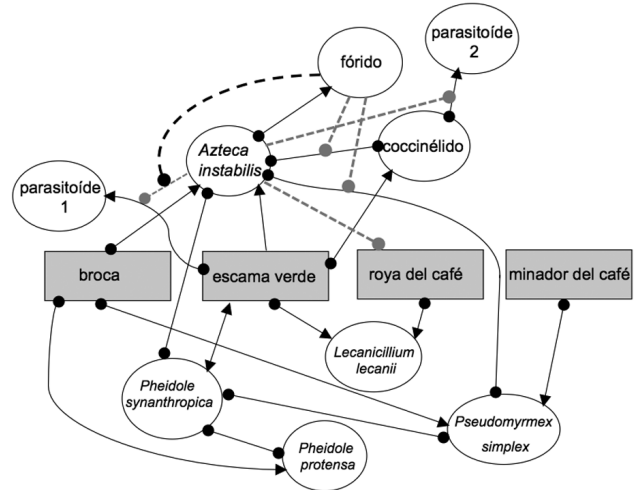 parasitoíde
2
fórido
Azteca
instabilis
coccinélido
parasitoíde
1
broca
escama verde
roya del café
minador del café
Lecanicillium
lecanii
Pheidole
synanthropica
Pseudomyrmex
simplex
Pheidole
protensa